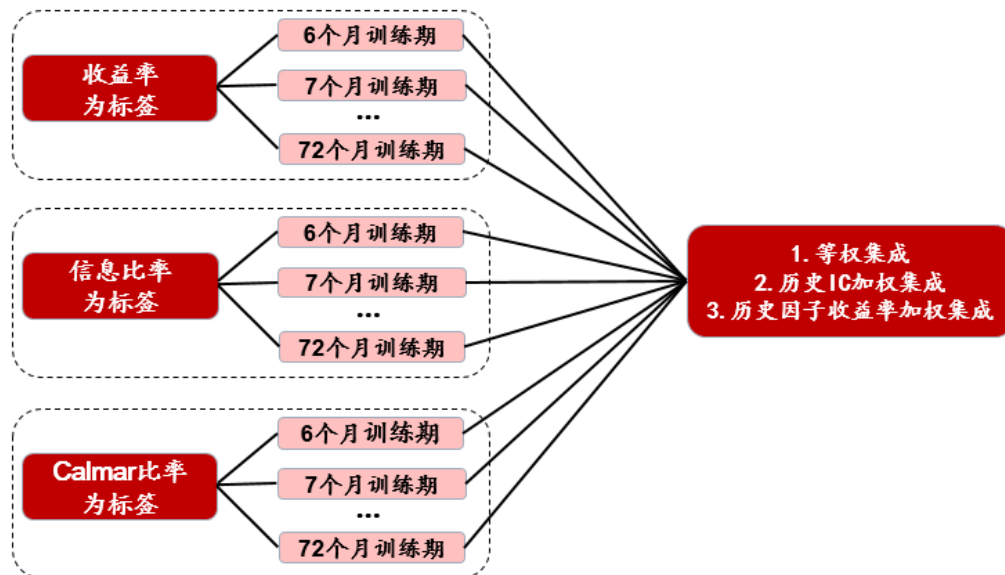 收益率
为标签
6个月训练期
7个月训练期
...
72个月训练期
信息比率
为标签
6个月训练期
7个月训练期
...
72个月训练期
Calmar比率
为标签
6个月训练期
7个月训练期
...
72个月训练期
1. 等权集成
2. 历史IC加权集成
3. 历史因子收益率加权集成